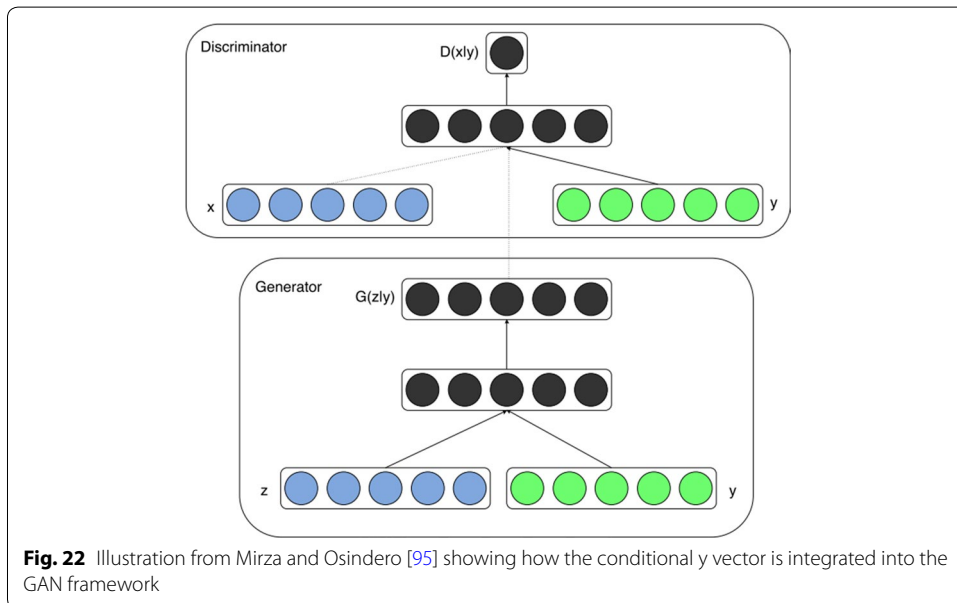 Discriminator
D(x|y)
x
y
Generator
G(z|y)
z
y
Fig. 22 Illustration from Mirza and Osindero [95] showing how the conditional y vector is integrated into the
GAN framework